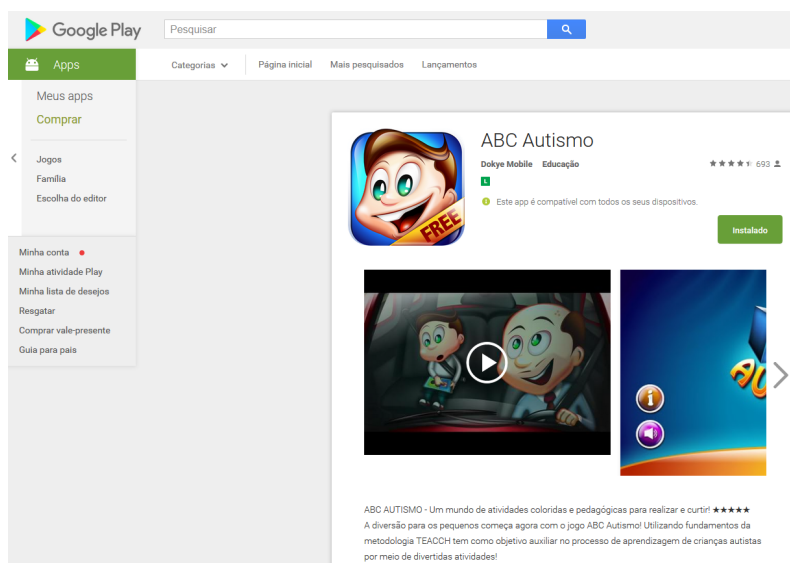 Google Play
Pesquisar
Apps
Categorias
Página inicial
Mais pesquisados
Lançamentos
Meus apps
Comprar
Jogos
Família
Escolha do editor
Minha conta
Minha atividade Play
Minha lista de desejos
Resgatar
Comprar vale-presente
Guia para pais
ABC Autismo
Dokye Mobile Educação
★★★★★ 693
L
Este app é compatível com todos os seus dispositivos.
Instalado
FREE
i
AU
ABC AUTISMO - Um mundo de atividades coloridas e pedagógicas para realizar e curtir! ★★★★★
A diversão para os pequenos começa agora com o jogo ABC Autismo! Utilizando fundamentos da
metodologia TEACCH tem como objetivo auxiliar no processo de aprendizagem de crianças autistas
por meio de divertidas atividades!